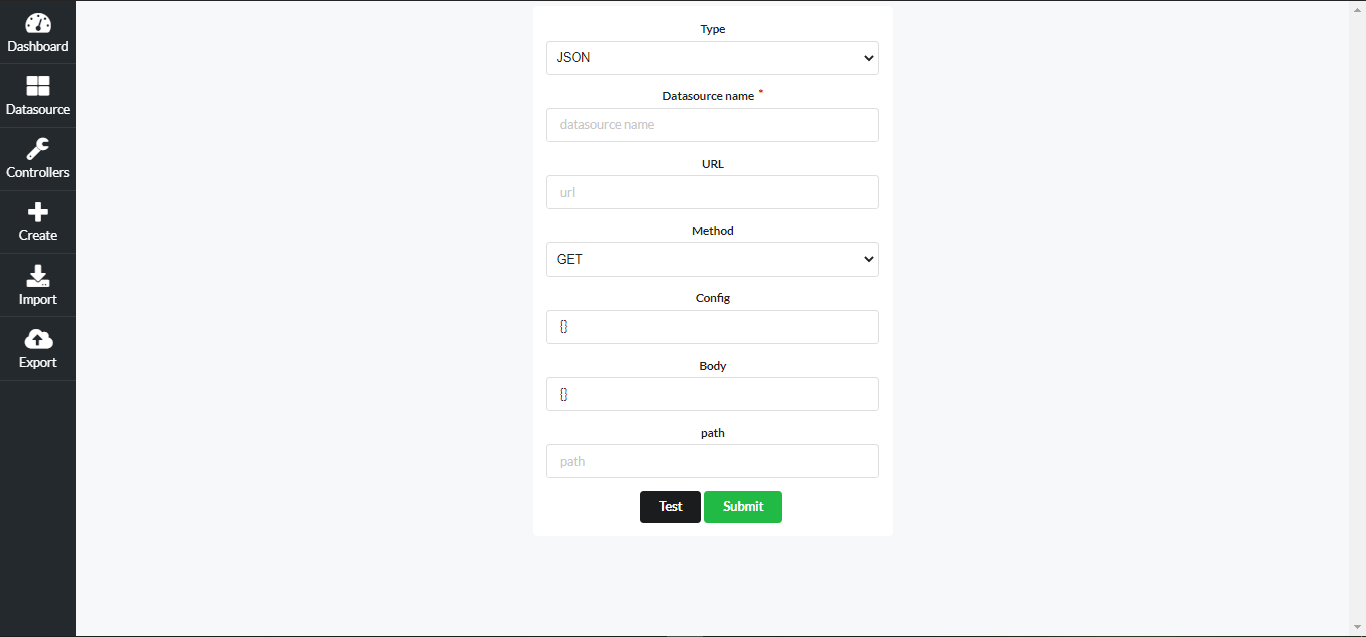 Dashboard
Datasource
Controllers
Create
Import
Export
Type
JSON
Datasource name *
datasource name
URL
url
Method
GET
Config
{}
Body
{}
path
path
Test Submit